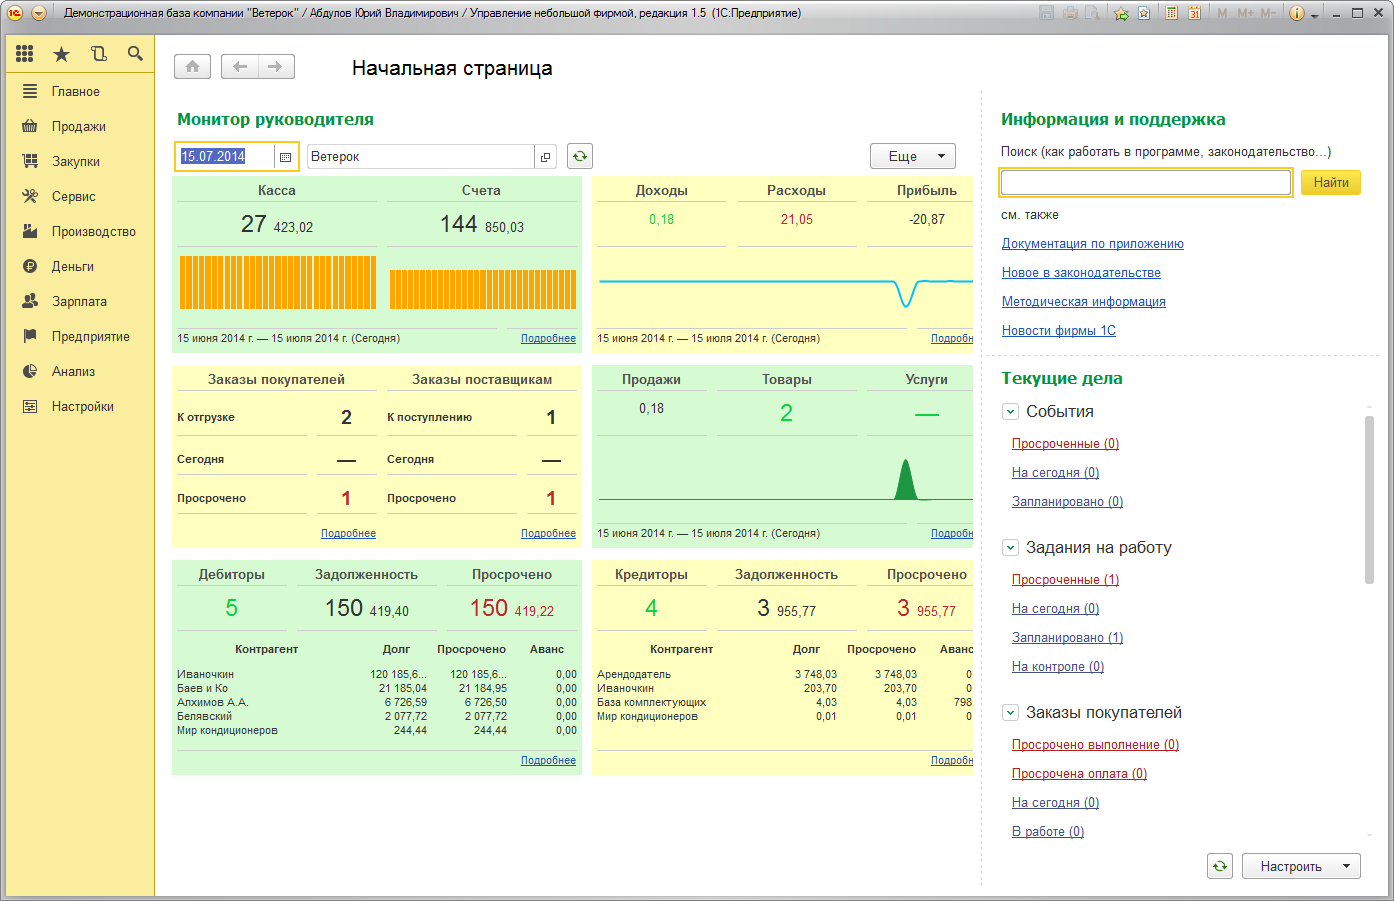 Демонстрационная база компании "Ветерок" / Абдулов Юрий Владимирович / Управление небольшой фирмой, редакция 1.5 (1С:Предприятие)
M M+ M-
Главное
Продажи
Закупки
Сервис
Производство
Деньги
Зарплата
Предприятие
Анализ
Настройки
Начальная страница
Монитор руководителя
15.07.2014 Ветерок Еще
Касса Счета
27 423,02 144 850,03
15 июня 2014 г. — 15 июля 2014 г. (Сегодня) Подробнее
Доходы Расходы Прибыль
0,18 21,05 -20,87
15 июня 2014 г. — 15 июля 2014 г. (Сегодня) Подробн
Заказы покупателей Заказы поставщикам
К отгрузке 2 К поступлению 1
Сегодня — Сегодня —
Просрочено 1 Просрочено 1
Подробнее Подробнее
Продажи Товары Услуги
0,18 2 —
15 июня 2014 г. — 15 июля 2014 г. (Сегодня) Подробн
Дебиторы Задолженность Просрочено
5 150 419,40 150 419,22
Контрагент Долг Просрочено Аванс
Иваночкин 120 185,6... 120 185,6... 0,00
Баев и Ко 21 185,04 21 184,95 0,00
Алхимов А.А. 6 726,59 6 726,50 0,00
Белявский 2 077,72 2 077,72 0,00
Мир кондиционеров 244,44 244,44 0,00
Подробнее
Кредиторы Задолженность Просрочено
4 3 955,77 3 955,77
Контрагент Долг Просрочено Аванс
Арендодатель 3 748,03 3 748,03 0
Иваночкин 203,70 203,70 0
База комплектующих 4,03 4,03 798
Мир кондиционеров 0,01 0,01 0
Подробн
Информация и поддержка
Поиск (как работать в программе, законодательство...)
Найти
см. также
Документация по приложению
Новое в законодательстве
Методическая информация
Новости фирмы 1С
Текущие дела
События
Просроченные (0)
На сегодня (0)
Запланировано (0)
Задания на работу
Просроченные (1)
На сегодня (0)
Запланировано (1)
На контроле (0)
Заказы покупателей
Просрочено выполнение (0)
Просрочена оплата (0)
На сегодня (0)
В работе (0)
Настроить